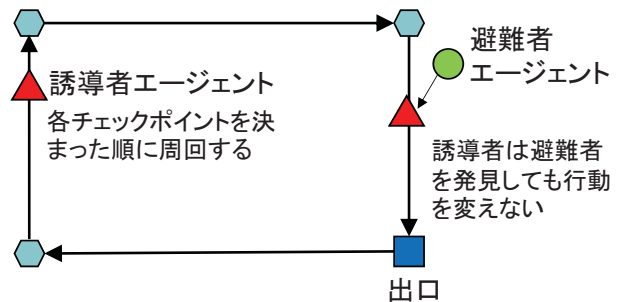 避難者
エージェント
誘導者エージェント
各チェックポイントを決
まった順に周回する
誘導者は避難者
を発見しても行動
を変えない
出口